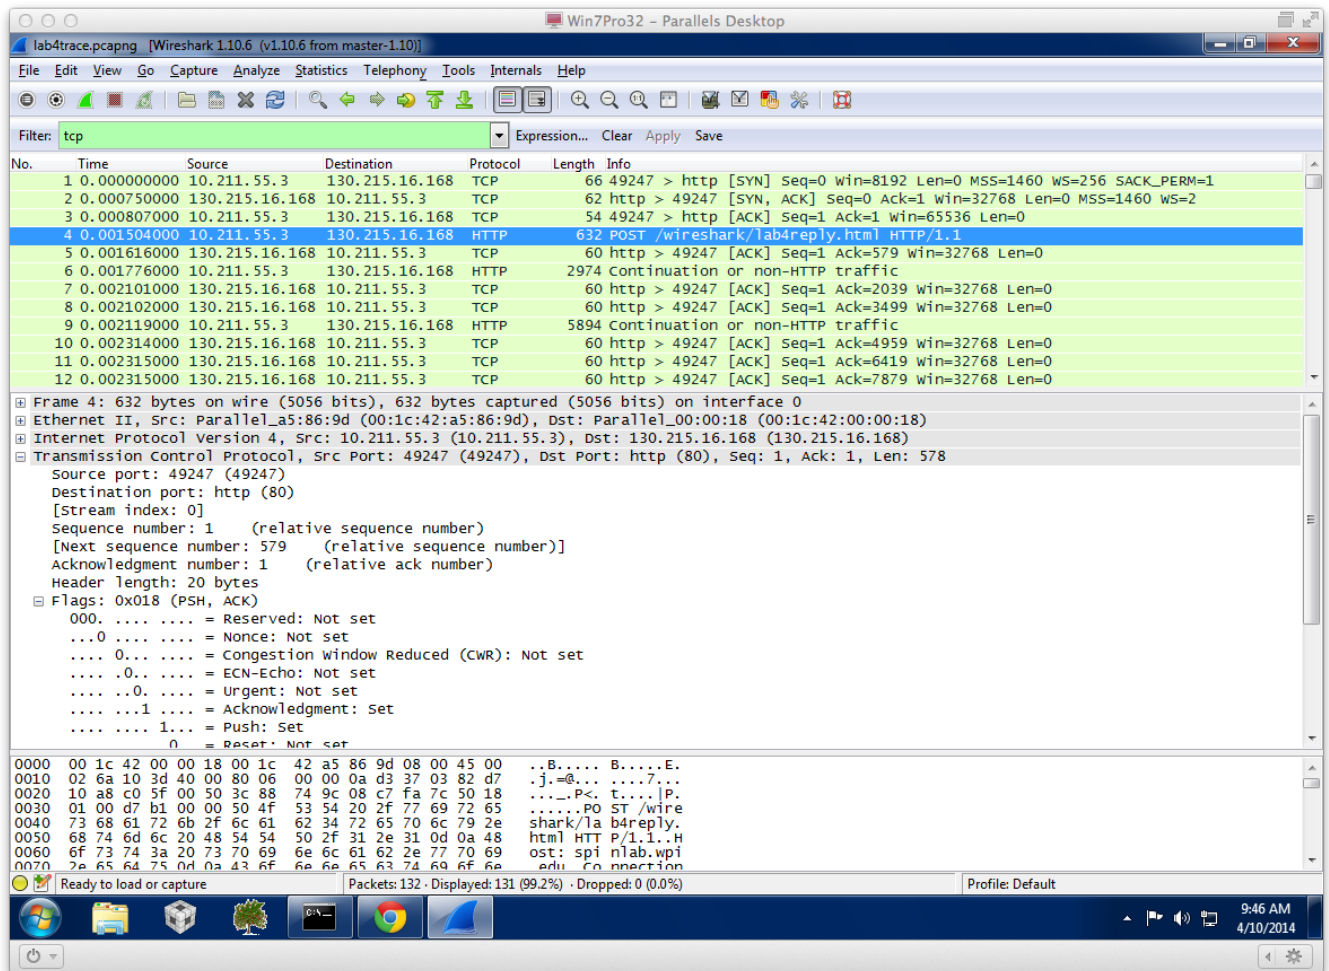 Win7Pro32 - Parallels Desktop
lab4trace.pcapng [Wireshark 1.10.6 (v1.10.6 from master-1.10)]
File Edit View Go Capture Analyze Statistics Telephony Tools Internals Help
Filter: tcp Expression... Clear Apply Save
No. Time Source Destination Protocol Length Info
1 0.000000000 10.211.55.3 130.215.16.168 TCP 66 49247 > http [SYN] Seq=0 Win=8192 Len=0 MSS=1460 WS=256 SACK_PERM=1
2 0.000750000 130.215.16.168 10.211.55.3 TCP 62 http > 49247 [SYN, ACK] Seq=0 Ack=1 Win=32768 Len=0 MSS=1460 WS=2
3 0.000807000 10.211.55.3 130.215.16.168 TCP 54 49247 > http [ACK] Seq=1 Ack=1 Win=65536 Len=0
4 0.001504000 10.211.55.3 130.215.16.168 HTTP 632 POST /wireshark/lab4reply.html HTTP/1.1
5 0.001616000 130.215.16.168 10.211.55.3 TCP 60 http > 49247 [ACK] Seq=1 Ack=579 Win=32768 Len=0
6 0.001776000 10.211.55.3 130.215.16.168 HTTP 2974 Continuation or non-HTTP traffic
7 0.002101000 130.215.16.168 10.211.55.3 TCP 60 http > 49247 [ACK] Seq=1 Ack=2039 Win=32768 Len=0
8 0.002102000 130.215.16.168 10.211.55.3 TCP 60 http > 49247 [ACK] Seq=1 Ack=3499 Win=32768 Len=0
9 0.002119000 10.211.55.3 130.215.16.168 HTTP 5894 Continuation or non-HTTP traffic
10 0.002314000 130.215.16.168 10.211.55.3 TCP 60 http > 49247 [ACK] Seq=1 Ack=4959 Win=32768 Len=0
11 0.002315000 130.215.16.168 10.211.55.3 TCP 60 http > 49247 [ACK] Seq=1 Ack=6419 Win=32768 Len=0
12 0.002315000 130.215.16.168 10.211.55.3 TCP 60 http > 49247 [ACK] Seq=1 Ack=7879 Win=32768 Len=0
Frame 4: 632 bytes on wire (5056 bits), 632 bytes captured (5056 bits) on interface 0
Ethernet II, Src: Parallel_a5:86:9d (00:1c:42:a5:86:9d), Dst: Parallel_00:00:18 (00:1c:42:00:00:18)
Internet Protocol Version 4, Src: 10.211.55.3 (10.211.55.3), Dst: 130.215.16.168 (130.215.16.168)
Transmission Control Protocol, Src Port: 49247 (49247), Dst Port: http (80), Seq: 1, Ack: 1, Len: 578
Source port: 49247 (49247)
Destination port: http (80)
[Stream index: 0]
Sequence number: 1 (relative sequence number)
[Next sequence number: 579 (relative sequence number)]
Acknowledgment number: 1 (relative ack number)
Header length: 20 bytes
Flags: 0x018 (PSH, ACK)
000. .... .... = Reserved: Not set
...0 .... .... = Nonce: Not set
.... 0... .... = Congestion Window Reduced (CWR): Not set
.... .0.. .... = ECN-Echo: Not set
.... ..0. .... = Urgent: Not set
.... ...1 .... = Acknowledgment: Set
.... .... 1... = Push: Set
0 = Reset: Not set
0000 00 1c 42 00 00 18 00 1c 42 a5 86 9d 08 00 45 00 ..B..... B.....E.
0010 02 6a 10 3d 40 00 80 06 00 00 0a d3 37 03 82 d7 .j.=@... ....7...
0020 10 a8 c0 5f 00 50 3c 88 74 9c 08 c7 fa 7c 50 18 ..._.P<. t....|P.
0030 01 00 d7 b1 00 00 50 4f 53 54 20 2f 77 69 72 65 ......PO ST /wire
0040 73 68 61 72 6b 2f 6c 61 62 34 72 65 70 6c 79 2e shark/la b4reply.
0050 68 74 6d 6c 20 48 54 54 50 2f 31 2e 31 0d 0a 48 html HTT P/1.1..H
0060 6f 73 74 3a 20 73 70 69 6e 6c 61 62 2e 77 70 69 ost: spi nlab.wpi
0070 2e 65 64 75 0d 0a 43 6f 6e 6e 65 63 74 69 6f 6e .edu..Co nnection
Ready to load or capture Packets: 132 · Displayed: 131 (99.2%) · Dropped: 0 (0.0%) Profile: Default
C:\_
9:46 AM
4/10/2014